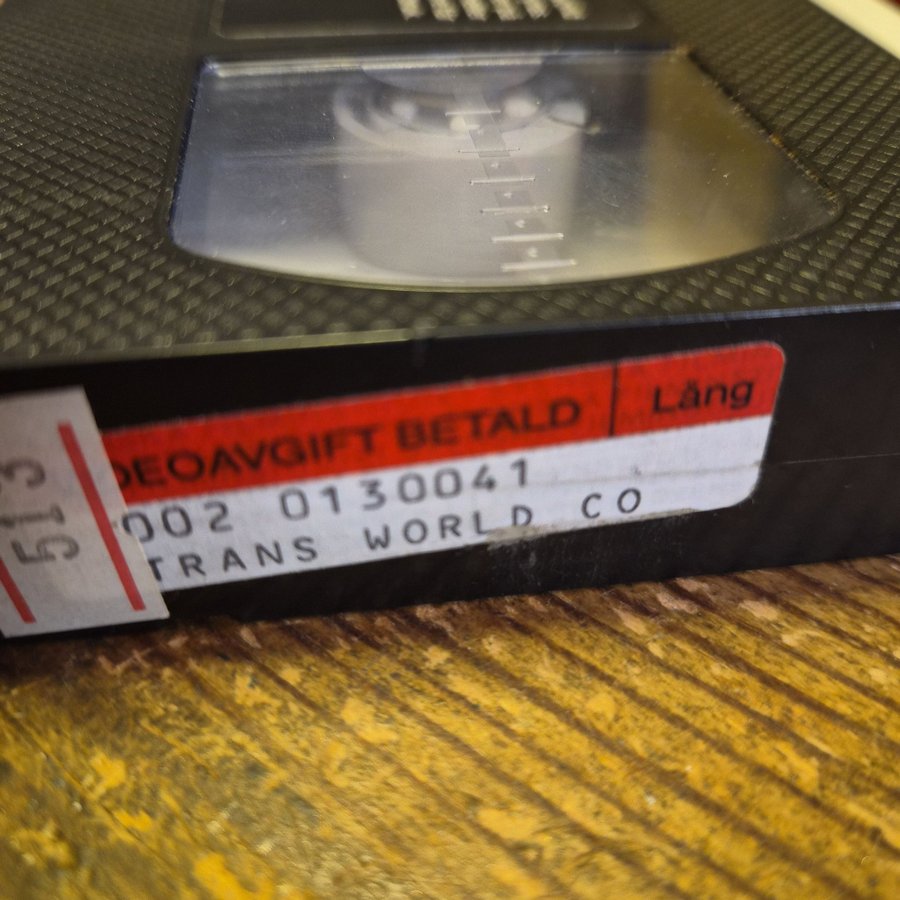 DEOAVGIFT BETALD Läng
002 0130041
TRANS WORLD CO
513